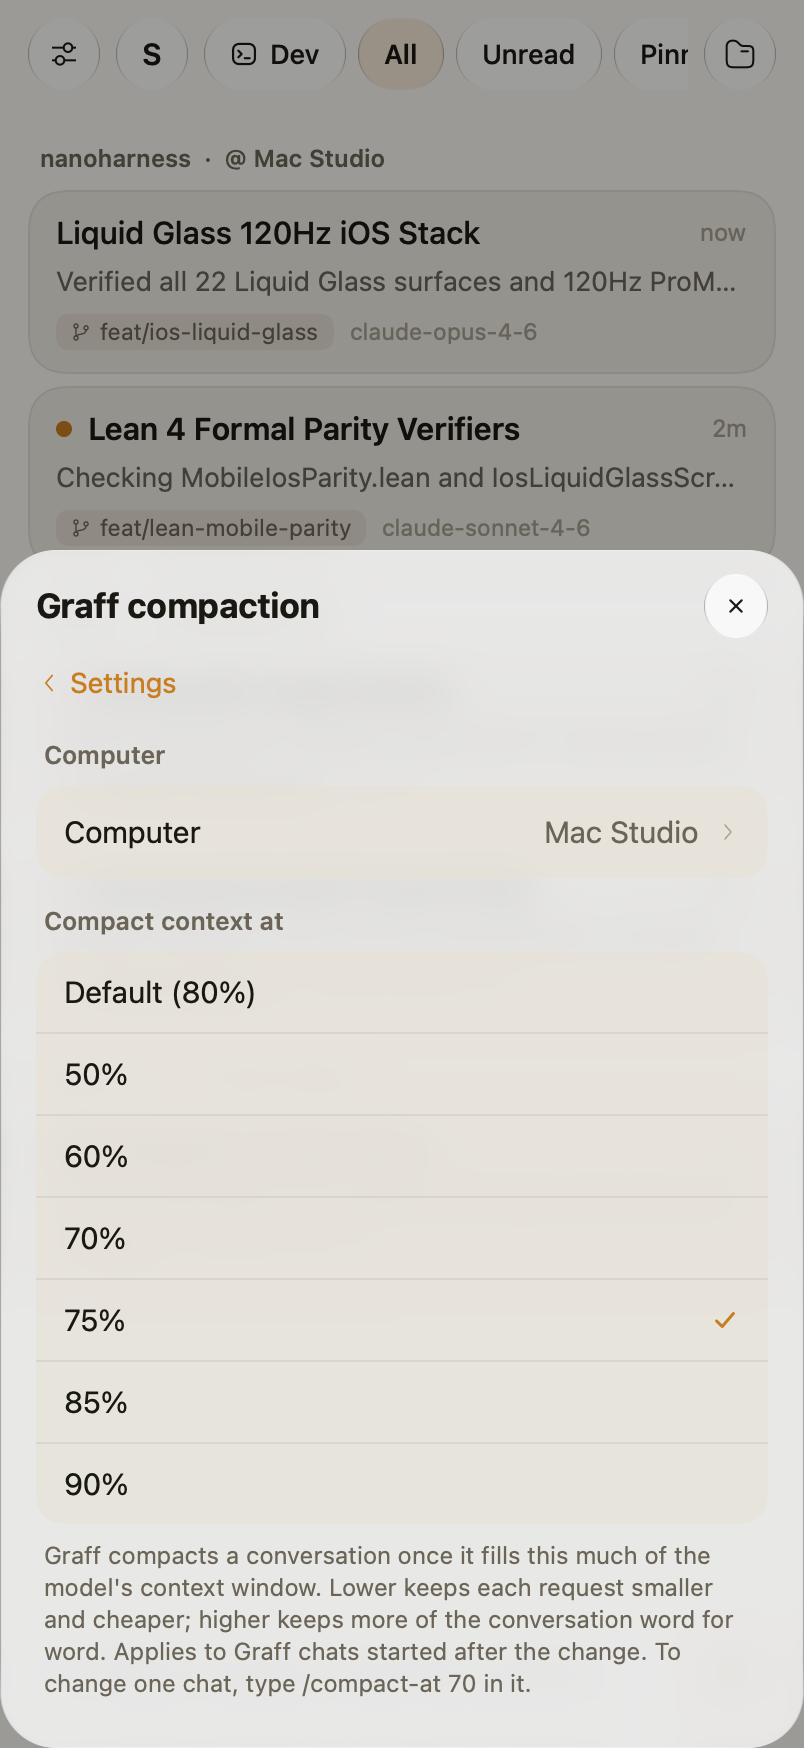 S
Dev
All
Unread
Pinr
nanoharness · @ Mac Studio
Liquid Glass 120Hz iOS Stack
now
Verified all 22 Liquid Glass surfaces and 120Hz ProM...
feat/ios-liquid-glass
claude-opus-4-6
Lean 4 Formal Parity Verifiers
2m
Checking MobileIosParity.lean and IosLiquidGlassScr...
feat/lean-mobile-parity
claude-sonnet-4-6
Graff compaction
Settings
Computer
Computer
Mac Studio
Compact context at
Default (80%)
50%
60%
70%
75%
85%
90%
Graff compacts a conversation once it fills this much of the
model's context window. Lower keeps each request smaller
and cheaper; higher keeps more of the conversation word for
word. Applies to Graff chats started after the change. To
change one chat, type /compact-at 70 in it.